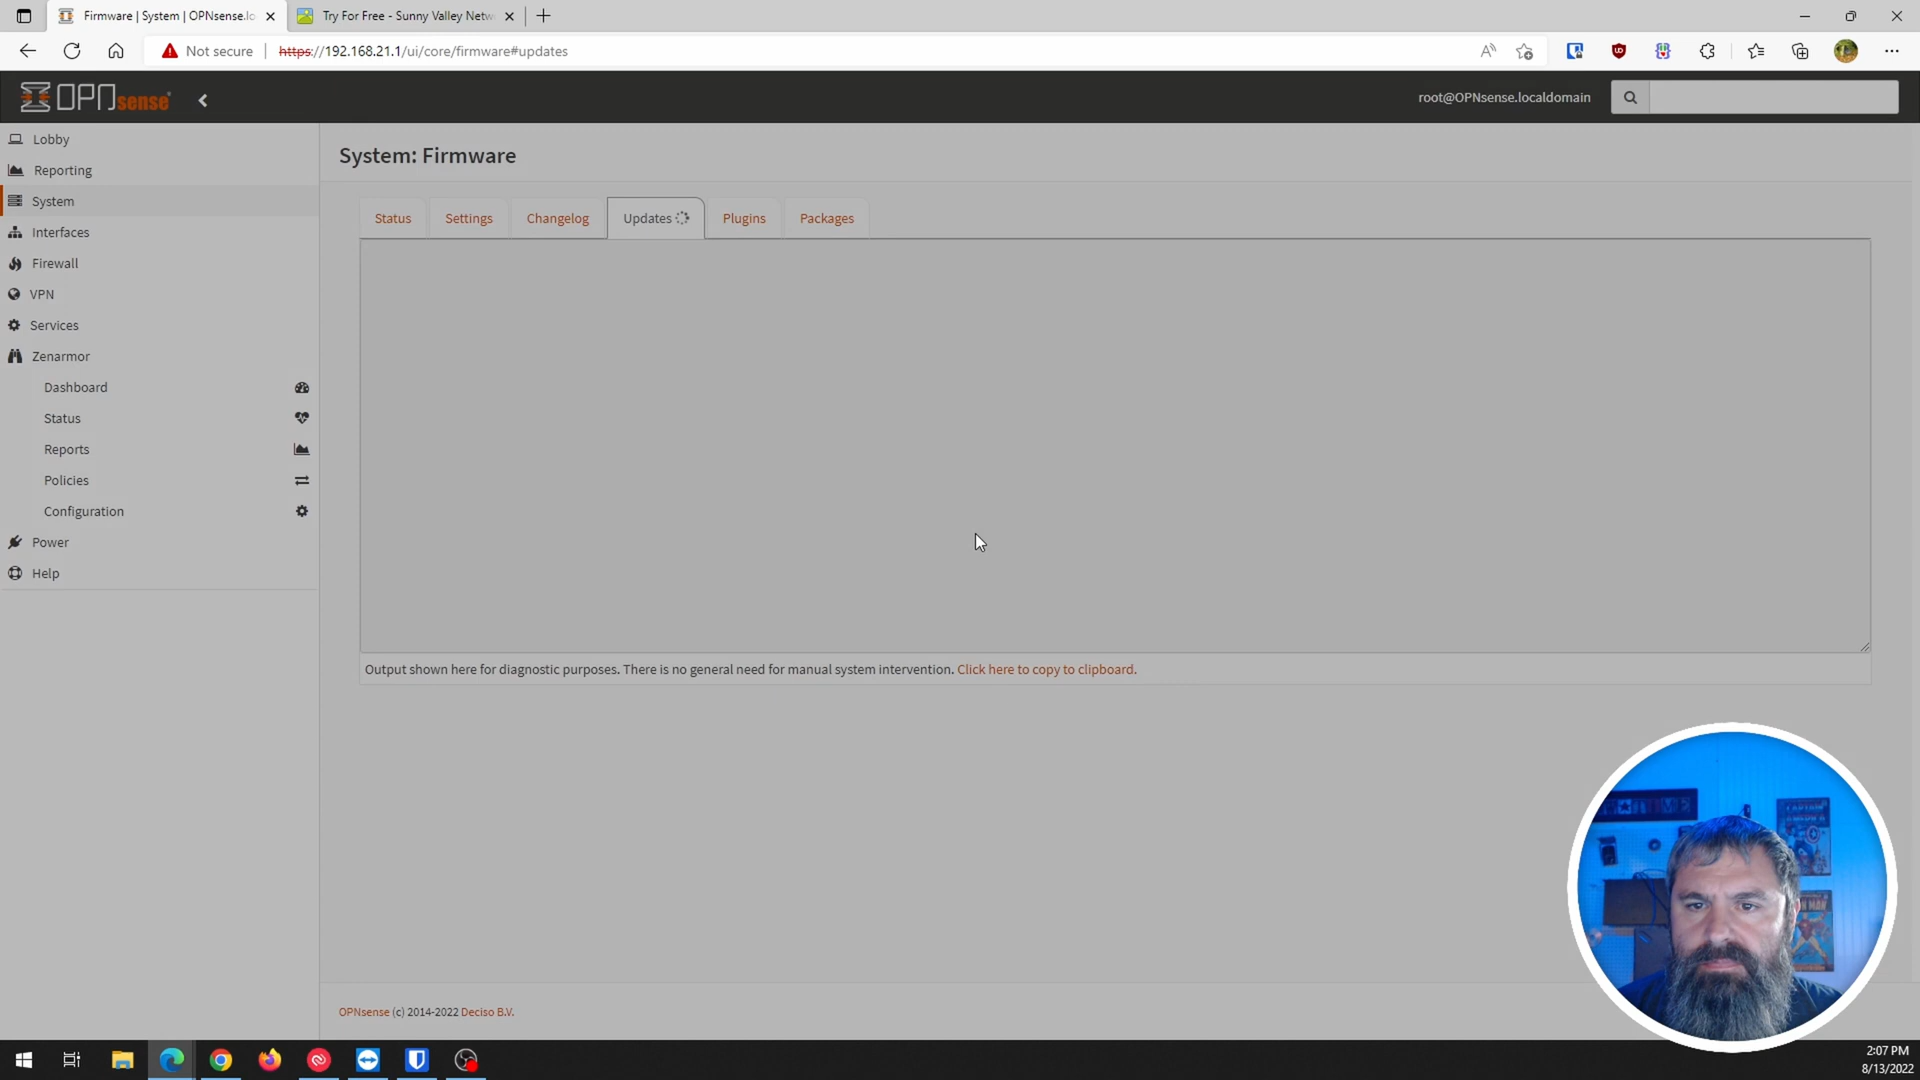 Firewall | System | OPNsense.lo
Try For Free - Sunny Valley Netw
Not secure
https://192.168.21.1/ui/core/firmware#updates
OPNsense
root@OPNsense.localdomain
Lobby
Reporting
System
Interfaces
Firewall
VPN
Services
Zenarmor
Dashboard
Status
Reports
Policies
Configuration
Power
Help
System: Firmware
Status
Settings
Changelog
Updates
Plugins
Packages
Output shown here for diagnostic purposes. There is no general need for manual system intervention. Click here to copy to clipboard.
OPNsense (c) 2014-2022 Deciso B.V.
2:07 PM
8/13/2022